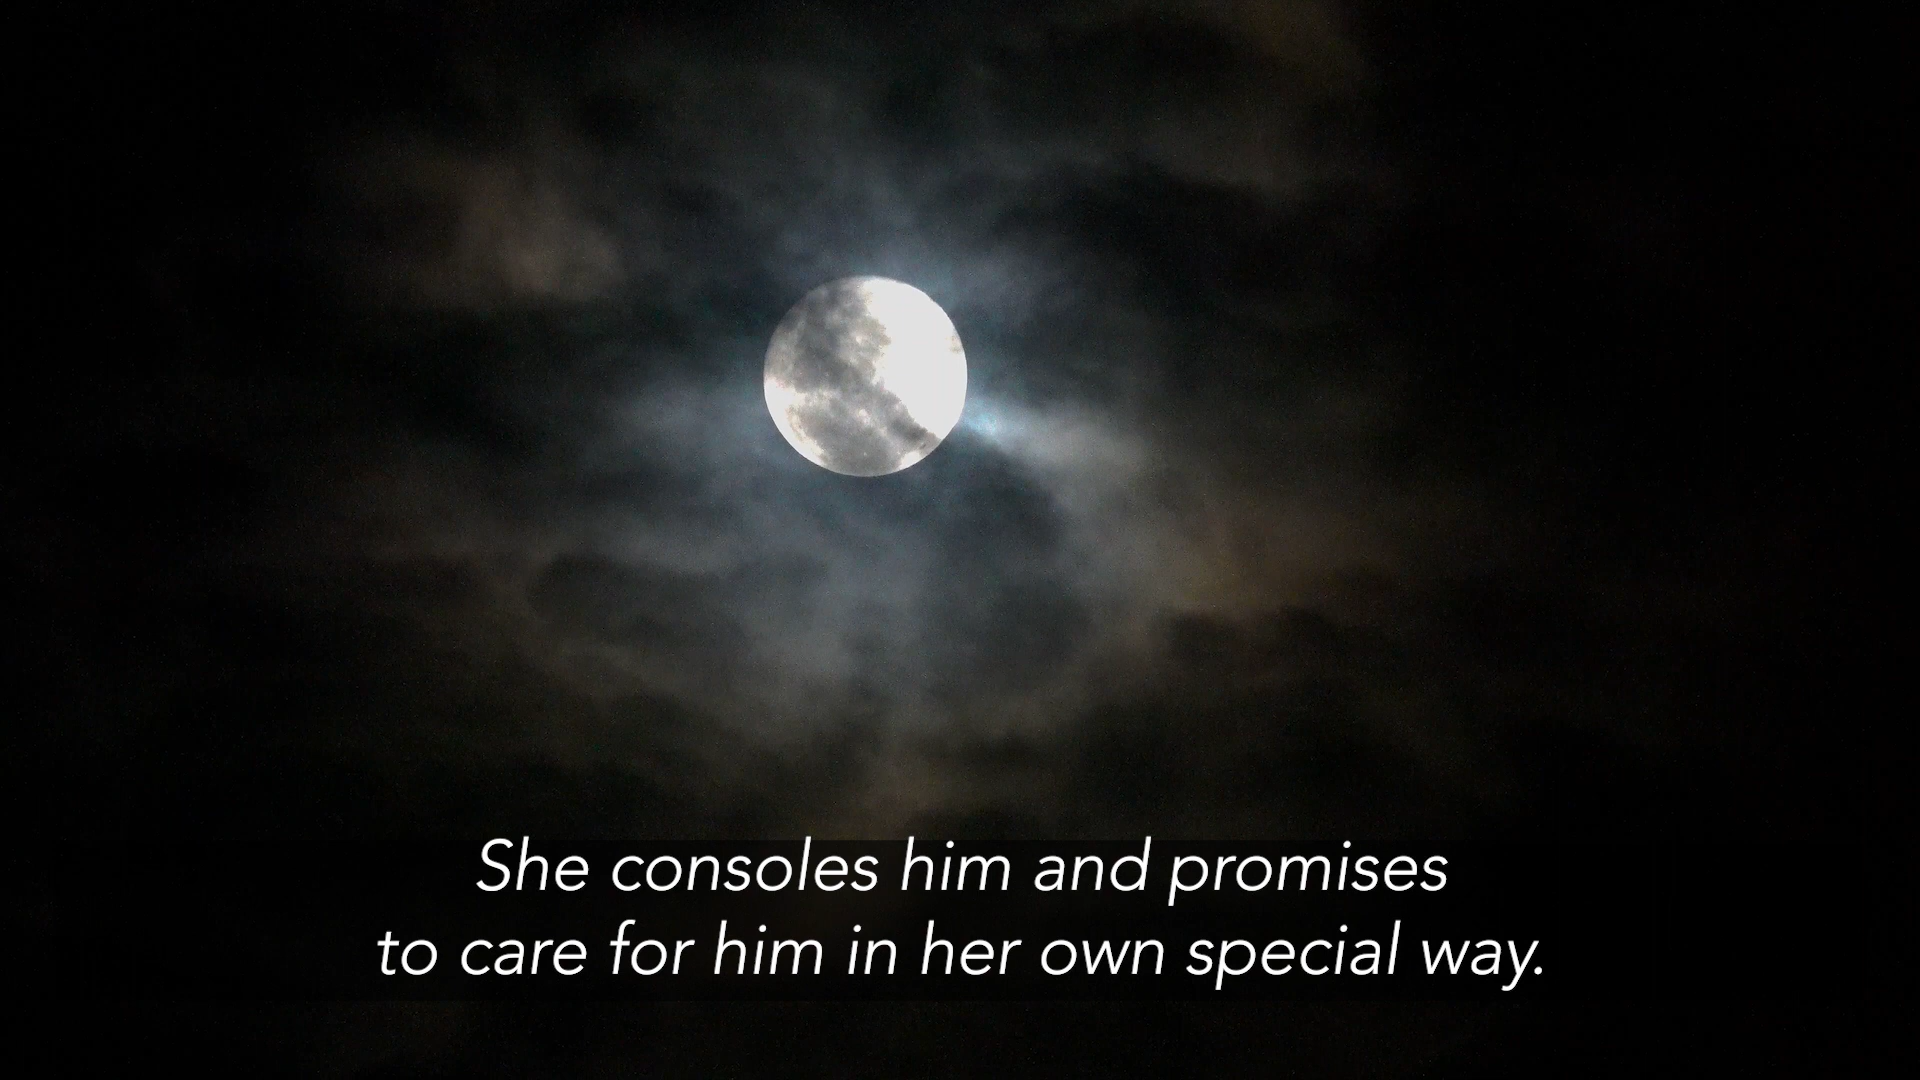 She consoles him and promises
to care for him in her own special way.